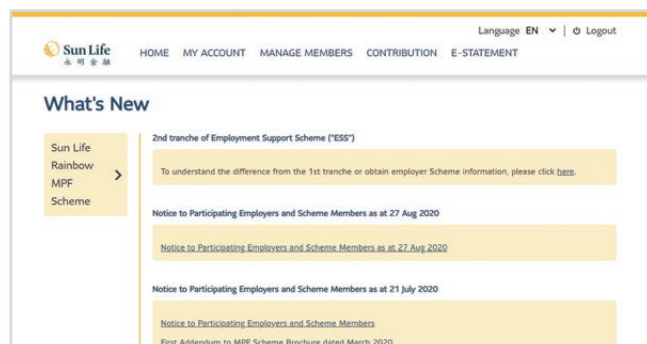 Language EN | Logout
Sun Life
永明金融
HOME MY ACCOUNT MANAGE MEMBERS CONTRIBUTION E-STATEMENT
What's New
Sun Life
Rainbow
MPF
Scheme
2nd tranche of Employment Support Scheme ("ESS")
To understand the difference from the 1st tranche or obtain employer Scheme information, please click here.
Notice to Participating Employers and Scheme Members as at 27 Aug 2020
Notice to Participating Employers and Scheme Members as at 27 Aug 2020
Notice to Participating Employers and Scheme Members as at 21 July 2020
Notice to Participating Employers and Scheme Members
First Addendum to MPF Scheme Brochure dated March 2020